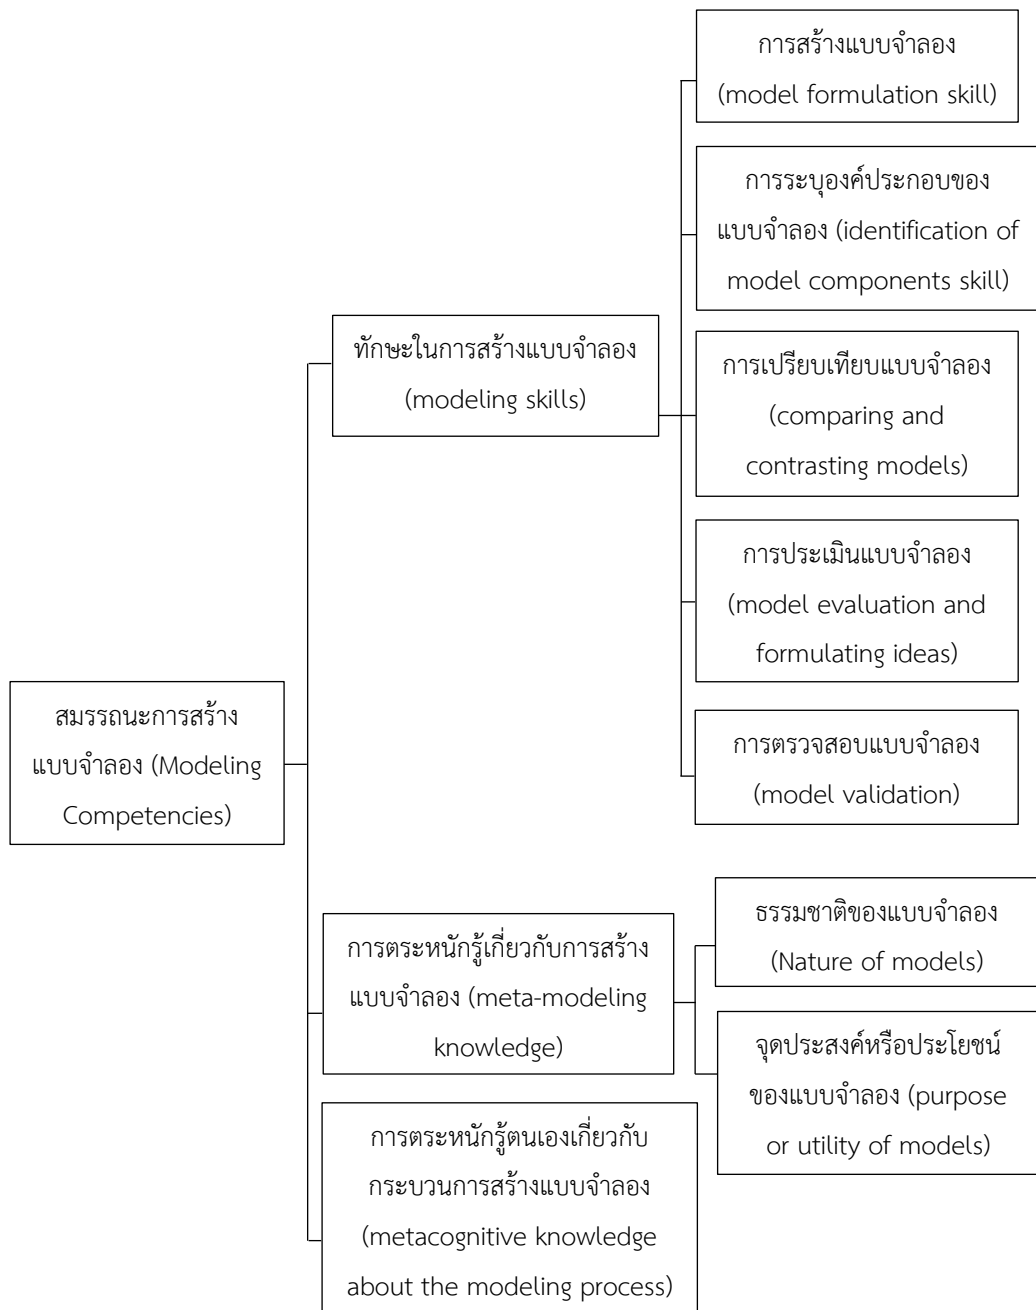 การสร้างแบบจำลอง
(model formulation skill)
การระบุองค์ประกอบของ
แบบจำลอง (identification of
model components skill)
ทักษะในการสร้างแบบจำลอง
(modeling skills)
การเปรียบเทียบแบบจำลอง
(comparing and
contrasting models)
การประเมินแบบจำลอง
(model evaluation and
formulating ideas)
สมรรถนะการสร้าง
แบบจำลอง (Modeling
Competencies)
การตรวจสอบแบบจำลอง
(model validation)
การตระหนักรู้เกี่ยวกับการสร้าง
แบบจำลอง (meta-modeling
knowledge)
ธรรมชาติของแบบจำลอง
(Nature of models)
จุดประสงค์หรือประโยชน์
ของแบบจำลอง (purpose
or utility of models)
การตระหนักรู้ตนเองเกี่ยวกับ
กระบวนการสร้างแบบจำลอง
(metacognitive knowledge
about the modeling process)